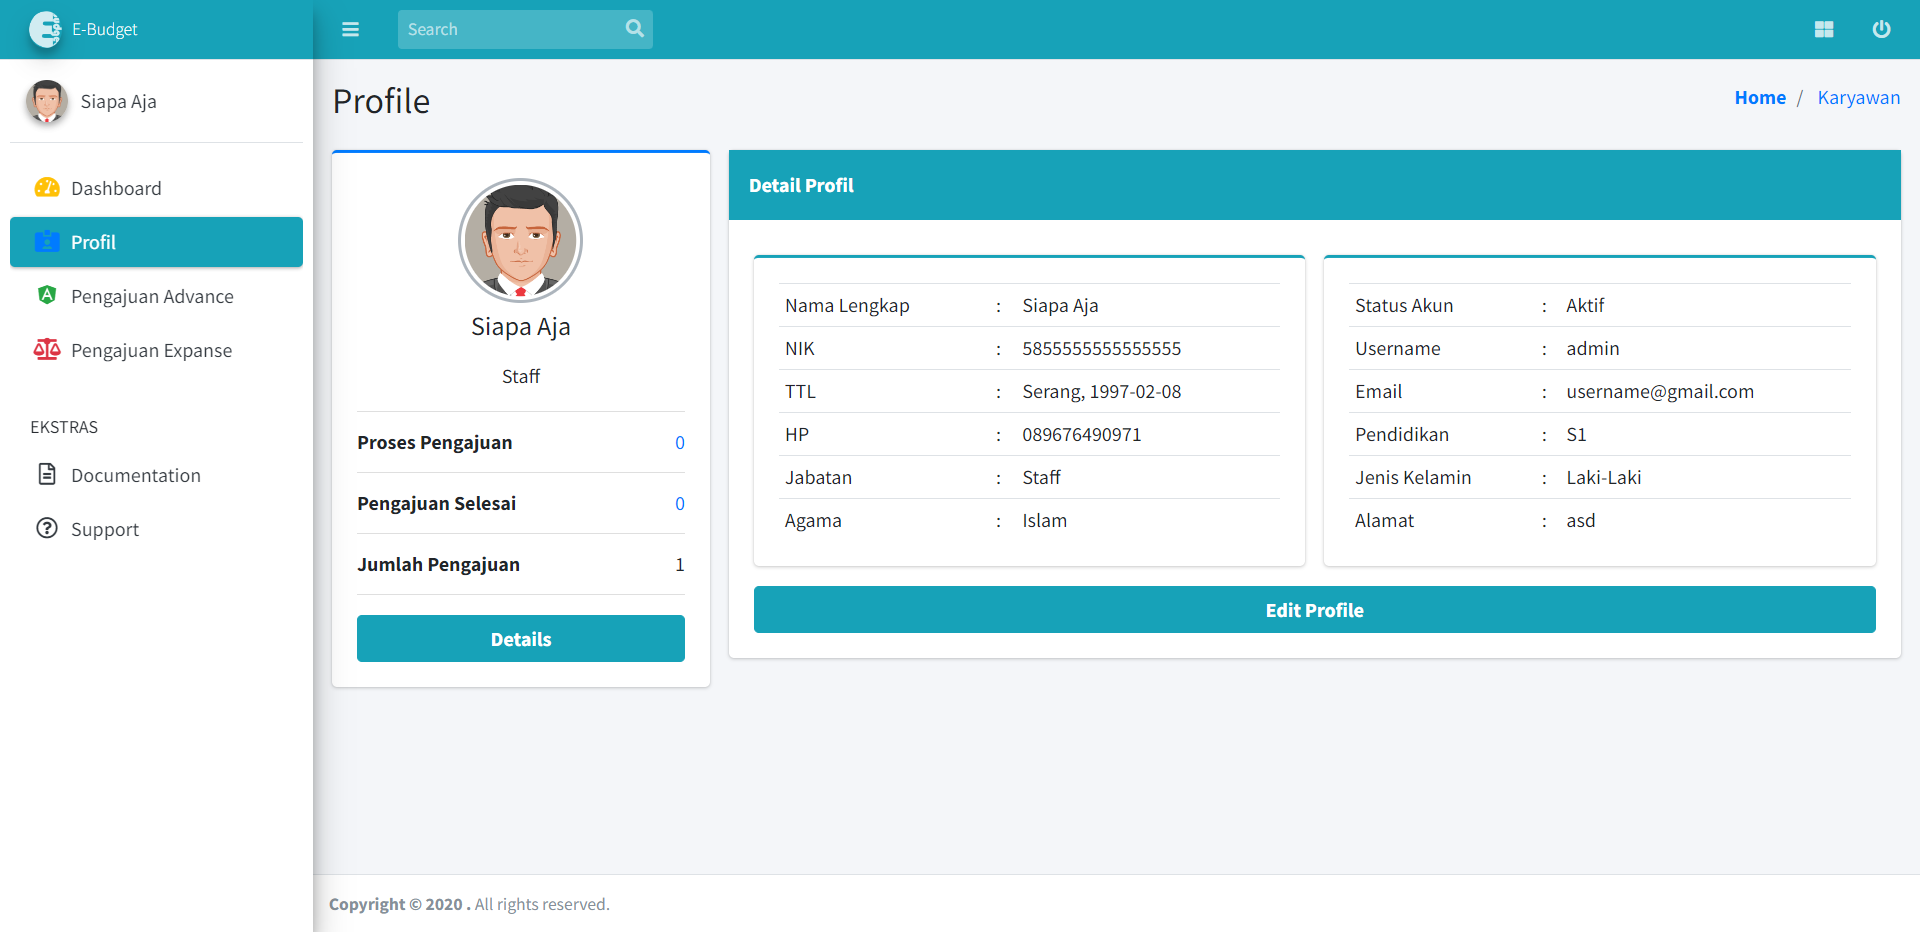 E-Budget
Search
Siapa Aja
Dashboard
Profil
Pengajuan Advance
Pengajuan Expanse
EKSTRAS
Documentation
Support
Profile
Home / Karyawan
Siapa Aja
Staff
Proses Pengajuan 0
Pengajuan Selesai 0
Jumlah Pengajuan 1
Details
Detail Profil
Nama Lengkap : Siapa Aja
NIK : 5855555555555555
TTL : Serang, 1997-02-08
HP : 089676490971
Jabatan : Staff
Agama : Islam
Status Akun : Aktif
Username : admin
Email : username@gmail.com
Pendidikan : S1
Jenis Kelamin : Laki-Laki
Alamat : asd
Edit Profile
Copyright © 2020 . All rights reserved.